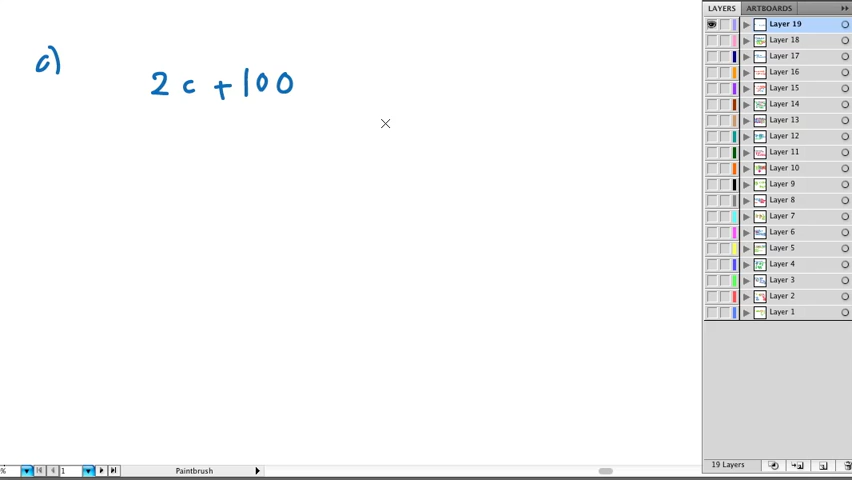 LAYERS ARTBOARDS
Layer 19
c)
Layer 18
2c +100
Layer 17
Layer 16
Layer 15
Layer 14
Layer 13
Layer 12
Layer 11
Layer 10
Layer 9
Layer 8
Layer 7
Layer 6
Layer 5
Layer 4
Layer 3
Layer 2
Layer 1
19 Layers
% 1 Paintbrush